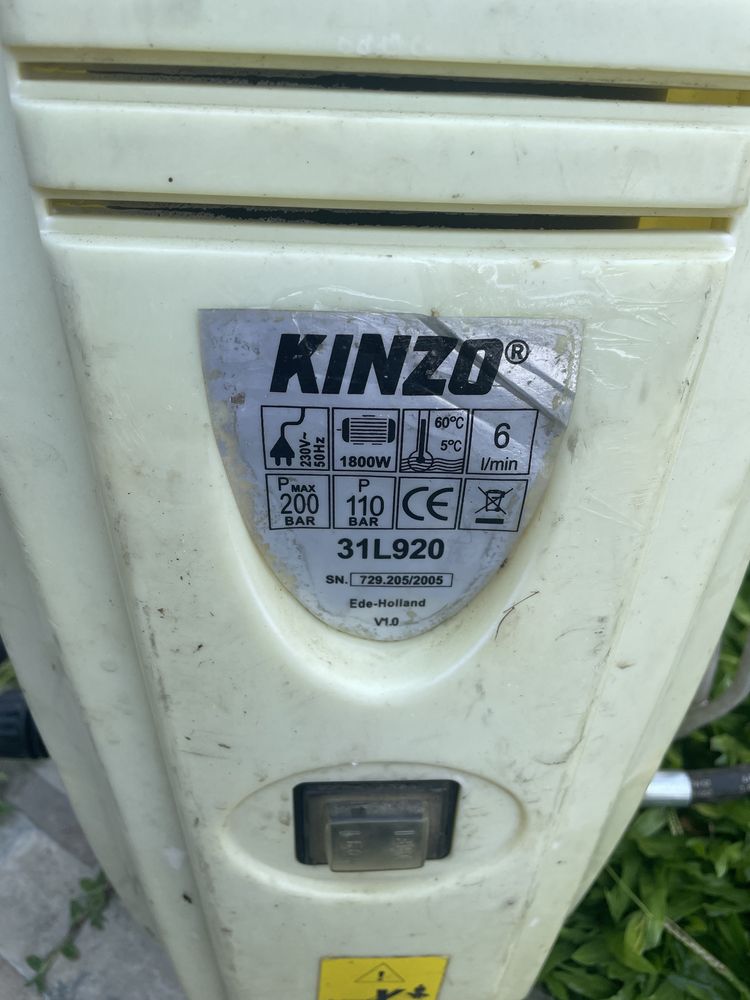 KINZO®
230V~
50Hz
1800W
60°C
5°C
6
l/min
P MAX
200
BAR
P
110
BAR
CE
31L920
SN. 729.205/2005
Ede-Holland
V1.0